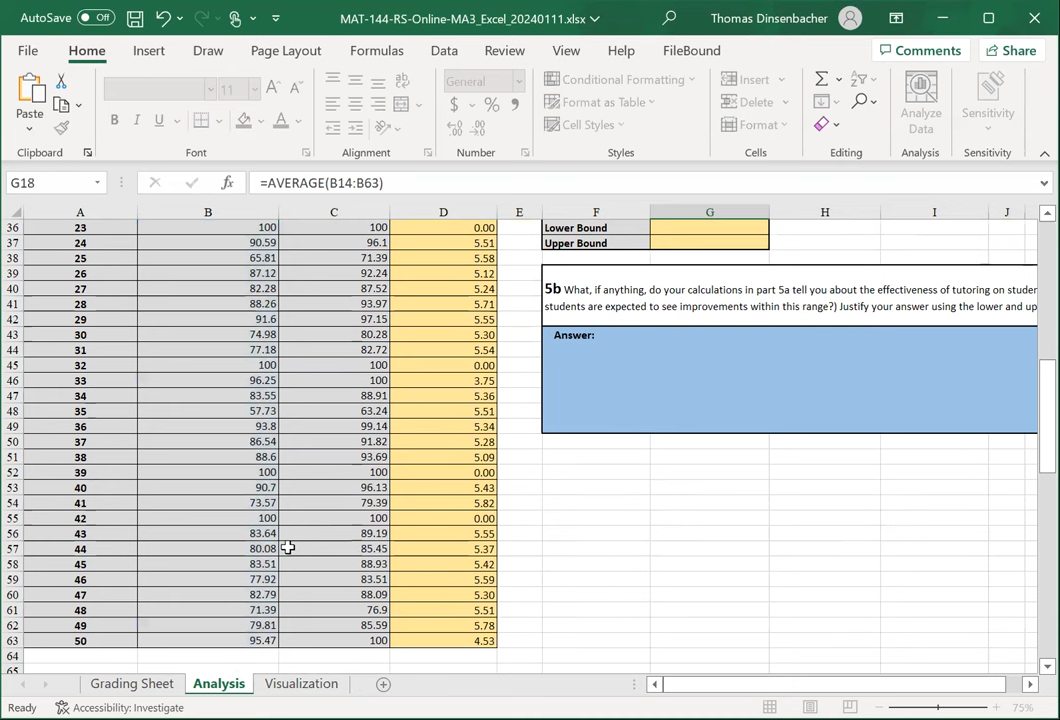 AutoSave Off MAT-144-RS-Online-MA3_Excel_20240111.xlsx Thomas Dinsenbacher
File Home Insert Draw Page Layout Formulas Data Review View Help FileBound Comments Share
Paste 11 General $ % Conditional Formatting Insert Analyze Data Sensitivity
B I U A Format as Table Delete
Cell Styles Format
Clipboard Font Alignment Number Styles Cells Editing Analysis Sensitivity
G18 fx =AVERAGE(B14:B63)
A B C D E F G H I J
36 23 100 100 0.00 Lower Bound
37 24 90.59 96.1 5.51 Upper Bound
38 25 65.81 71.39 5.58
39 26 87.12 92.24 5.12
40 27 82.28 87.52 5.24 5b What, if anything, do your calculations in part 5a tell you about the effectiveness of tutoring on studen
41 28 88.26 93.97 5.71 students are expected to see improvements within this range?) Justify your answer using the lower and up
42 29 91.6 97.15 5.55
43 30 74.98 80.28 5.30 Answer:
44 31 77.18 82.72 5.54
45 32 100 100 0.00
46 33 96.25 100 3.75
47 34 83.55 88.91 5.36
48 35 57.73 63.24 5.51
49 36 93.8 99.14 5.34
50 37 86.54 91.82 5.28
51 38 88.6 93.69 5.09
52 39 100 100 0.00
53 40 90.7 96.13 5.43
54 41 73.57 79.39 5.82
55 42 100 100 0.00
56 43 83.64 89.19 5.55
57 44 80.08 85.45 5.37
58 45 83.51 88.93 5.42
59 46 77.92 83.51 5.59
60 47 82.79 88.09 5.30
61 48 71.39 76.9 5.51
62 49 79.81 85.59 5.78
63 50 95.47 100 4.53
64
65
Grading Sheet Analysis Visualization
Ready Accessibility: Investigate 75%